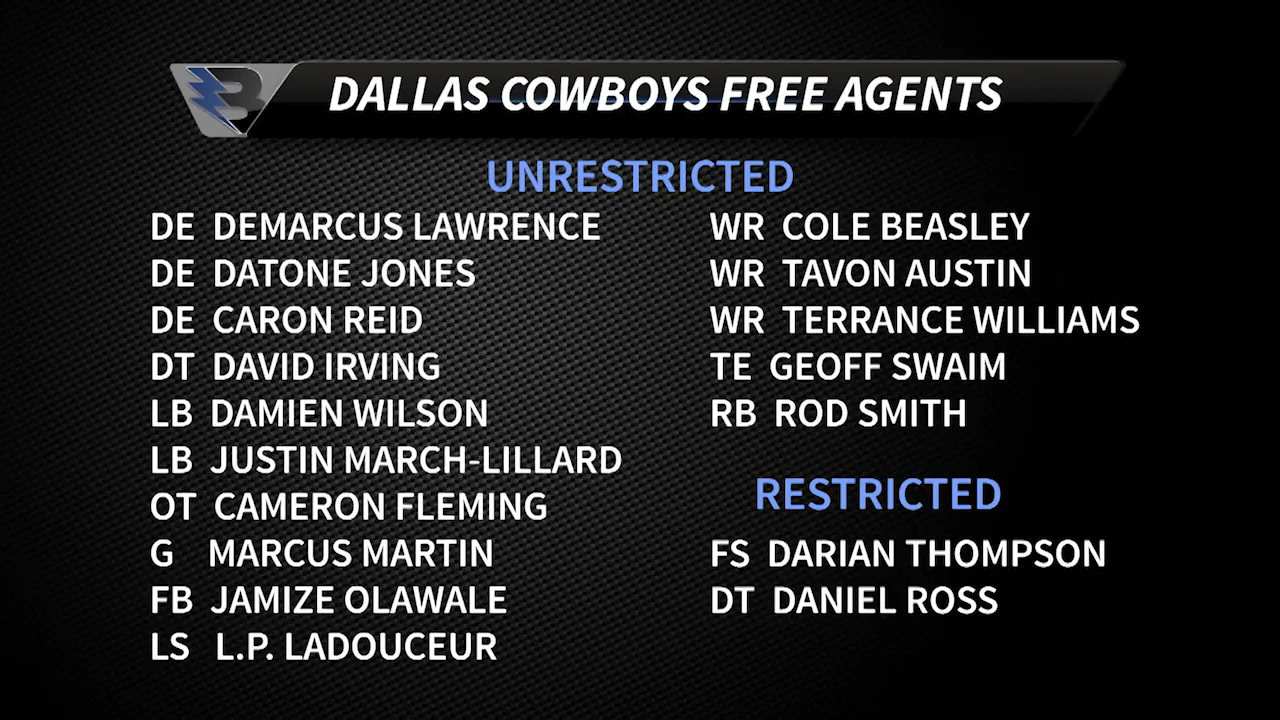 B
DALLAS COWBOYS FREE AGENTS
UNRESTRICTED
DE DEMARCUS LAWRENCE
DE DATONE JONES
DE CARON REID
DT DAVID IRVING
LB DAMIEN WILSON
LB JUSTIN MARCH-LILLARD
OT CAMERON FLEMING
G MARCUS MARTIN
FB JAMIZE OLAWALE
LS L.P. LADOUCEUR
WR COLE BEASLEY
WR TAVON AUSTIN
WR TERRANCE WILLIAMS
TE GEOFF SWAIM
RB ROD SMITH
RESTRICTED
FS DARIAN THOMPSON
DT DANIEL ROSS